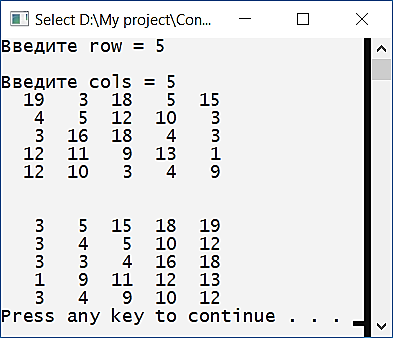 Select D:\My project\Con...
Введите row = 5
Введите cols = 5
19 3 18 5 15
4 5 12 10 3
3 16 18 4 3
12 11 9 13 1
12 10 3 4 9
3 5 15 18 19
3 4 5 10 12
3 3 4 16 18
1 9 11 12 13
3 4 9 10 12
Press any key to continue . . . _